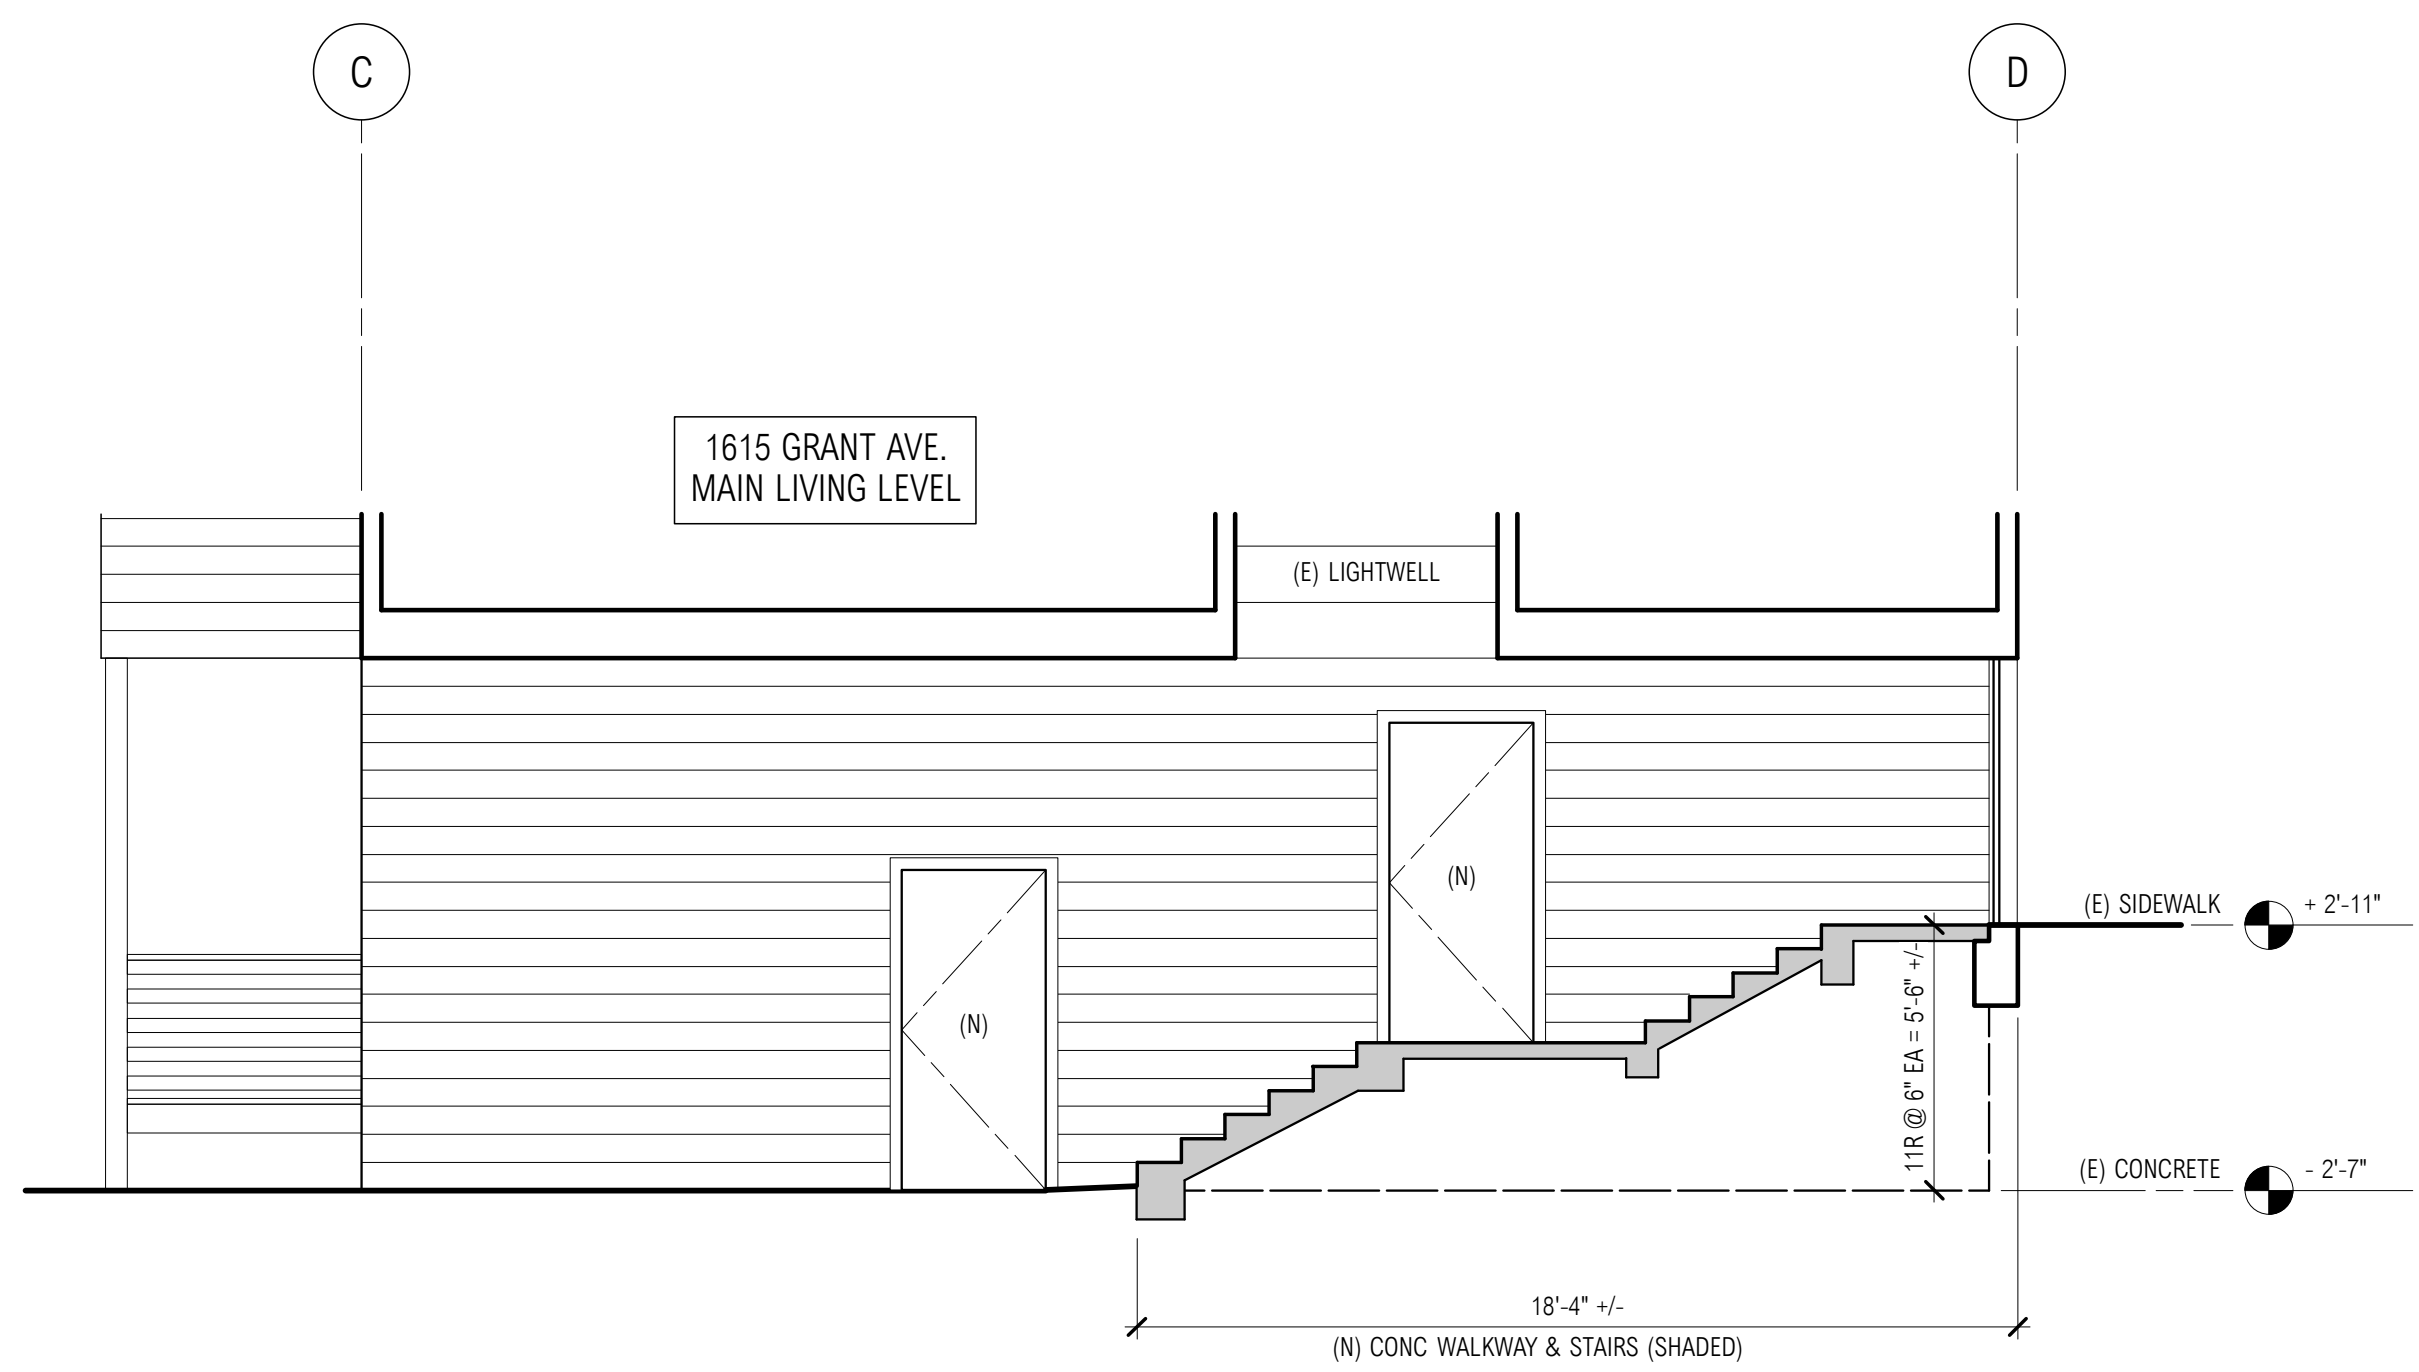 C
D
1615 GRANT AVE.
MAIN LIVING LEVEL
(E) LIGHTWELL
(N)
(E) SIDEWALK
+ 2'-11"
(N)
11R @ 6" EA = 5'-6" +/-
(E) CONCRETE
- 2'-7"
18'-4" +/-
(N) CONC WALKWAY & STAIRS (SHADED)